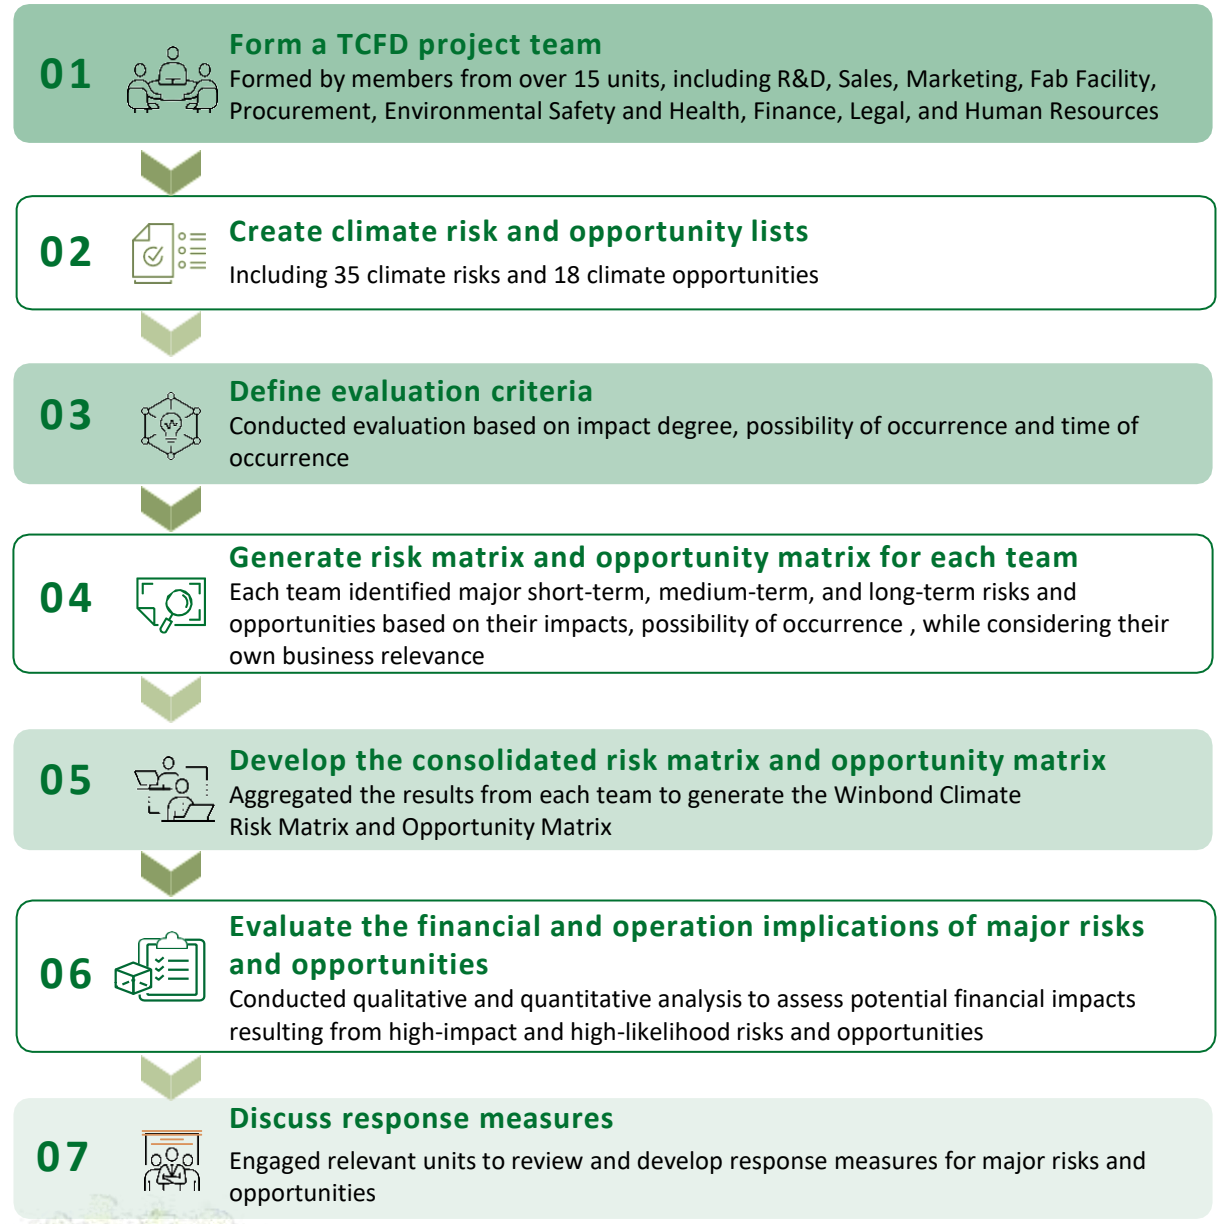 01
Form a TCFD project team
Formed by members from over 15 units, including R&D, Sales, Marketing, Fab Facility,
Procurement, Environmental Safety and Health, Finance, Legal, and Human Resources
02
Create climate risk and opportunity lists
Including 35 climate risks and 18 climate opportunities
03
Define evaluation criteria
Conducted evaluation based on impact degree, possibility of occurrence and time of
occurrence
04
Generate risk matrix and opportunity matrix for each team
Each team identified major short-term, medium-term, and long-term risks and
opportunities based on their impacts, possibility of occurrence , while considering their
own business relevance
05
Develop the consolidated risk matrix and opportunity matrix
Aggregated the results from each team to generate the Winbond Climate
Risk Matrix and Opportunity Matrix
06
Evaluate the financial and operation implications of major risks
and opportunities
Conducted qualitative and quantitative analysis to assess potential financial impacts
resulting from high-impact and high-likelihood risks and opportunities
07
Discuss response measures
Engaged relevant units to review and develop response measures for major risks and
opportunities